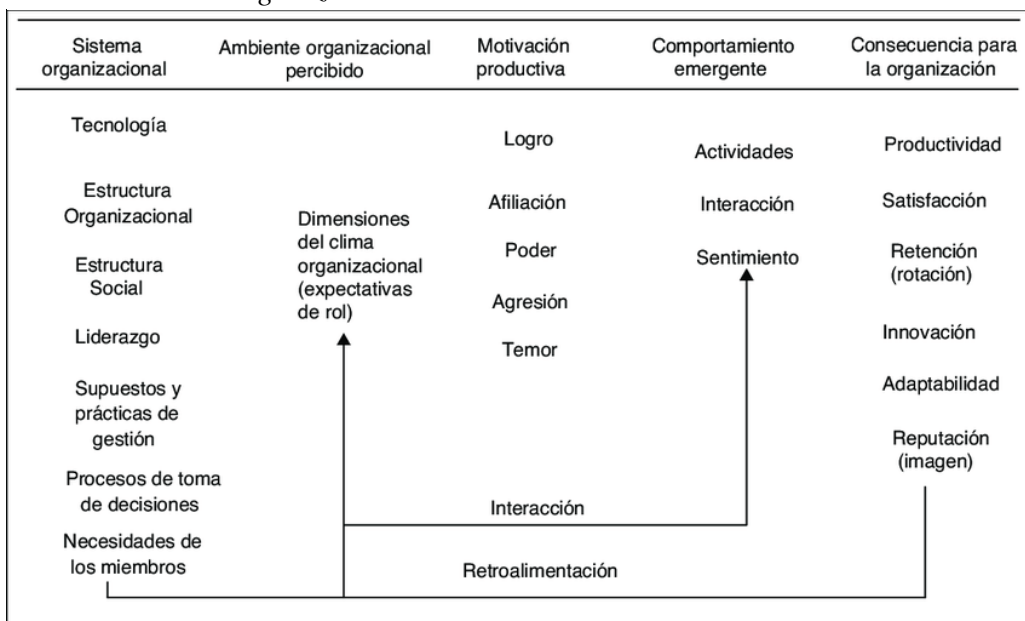 Sistema
organizacional
Ambiente organizacional
percibido
Motivación
productiva
Comportamiento
emergente
Consecuencia para
la organización
Tecnología
Estructura
Organizacional
Estructura
Social
Liderazgo
Supuestos y
prácticas de
gestión
Procesos de toma
de decisiones
Necesidades de
los miembros
Dimensiones
del clima
organizacional
(expectativas
de rol)
Logro
Afiliación
Poder
Agresión
Temor
Actividades
Interacción
Sentimiento
Productividad
Satisfacción
Retención
(rotación)
Innovación
Adaptabilidad
Reputación
(imagen)
Interacción
Retroalimentación